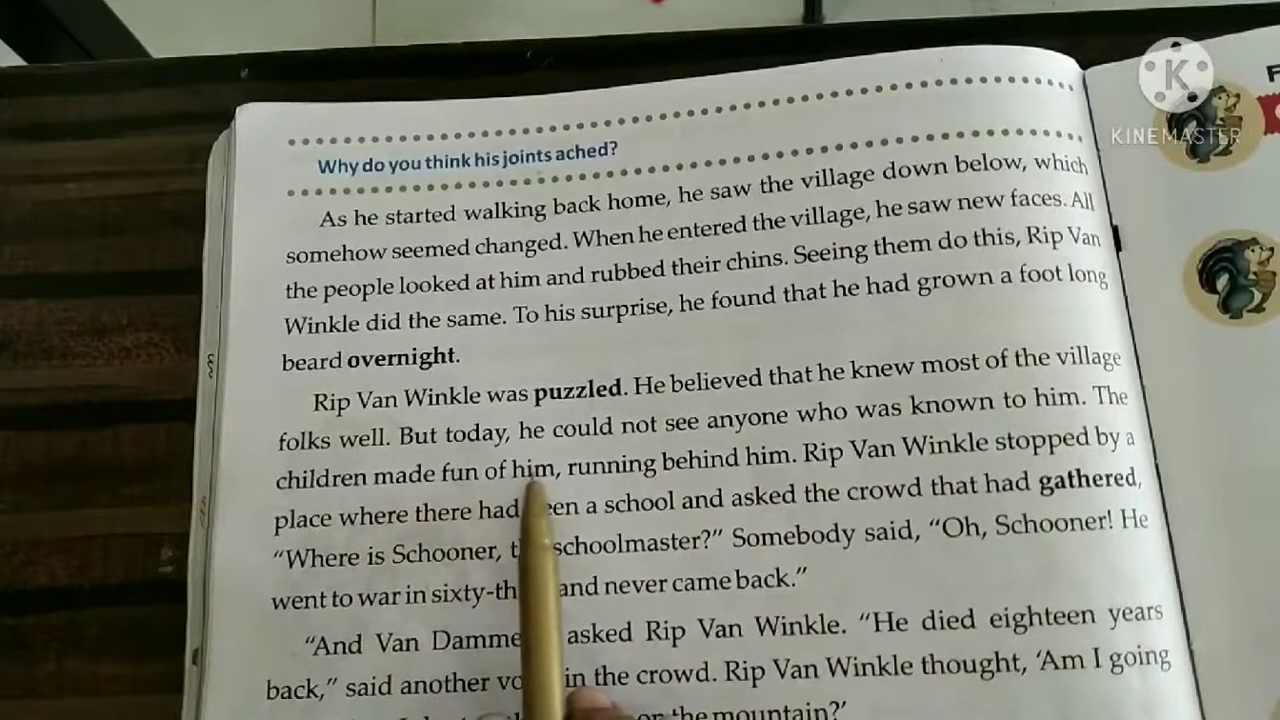 Why do you think his joints ached?
As he started walking back home, he saw the village down below, which
somehow seemed changed. When he entered the village, he saw new faces. All
the people looked at him and rubbed their chins. Seeing them do this, Rip Van
Winkle did the same. To his surprise, he found that he had grown a foot long
beard overnight.
Rip Van Winkle was puzzled. He believed that he knew most of the village
folks well. But today, he could not see anyone who was known to him. The
children made fun of him, running behind him. Rip Van Winkle stopped by a
place where there had been a school and asked the crowd that had gathered,
"Where is Schooner, the schoolmaster?" Somebody said, "Oh, Schooner! He
went to war in and never came back."
"And Van asked Rip Van Winkle. "He died eighteen years
back," said another in the crowd. Rip Van Winkle thought, 'Am I going
the mountain?'
KINEMASTER
K